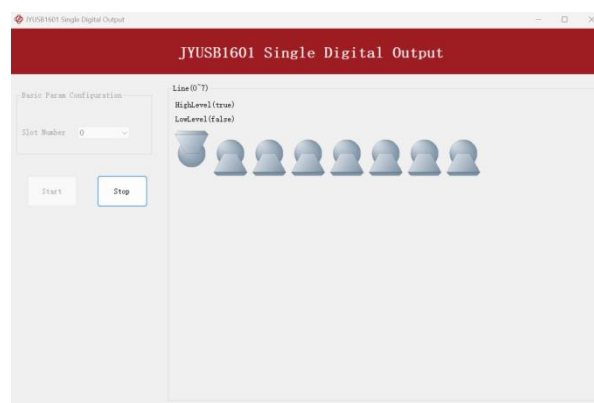 JYUSB1601 Single Digital Output
JYUSB1601 Single Digital Output
Basic Param Configuration
Slot Number 0
Start Stop
Line(0~7)
HighLevel(true)
LowLevel(false)